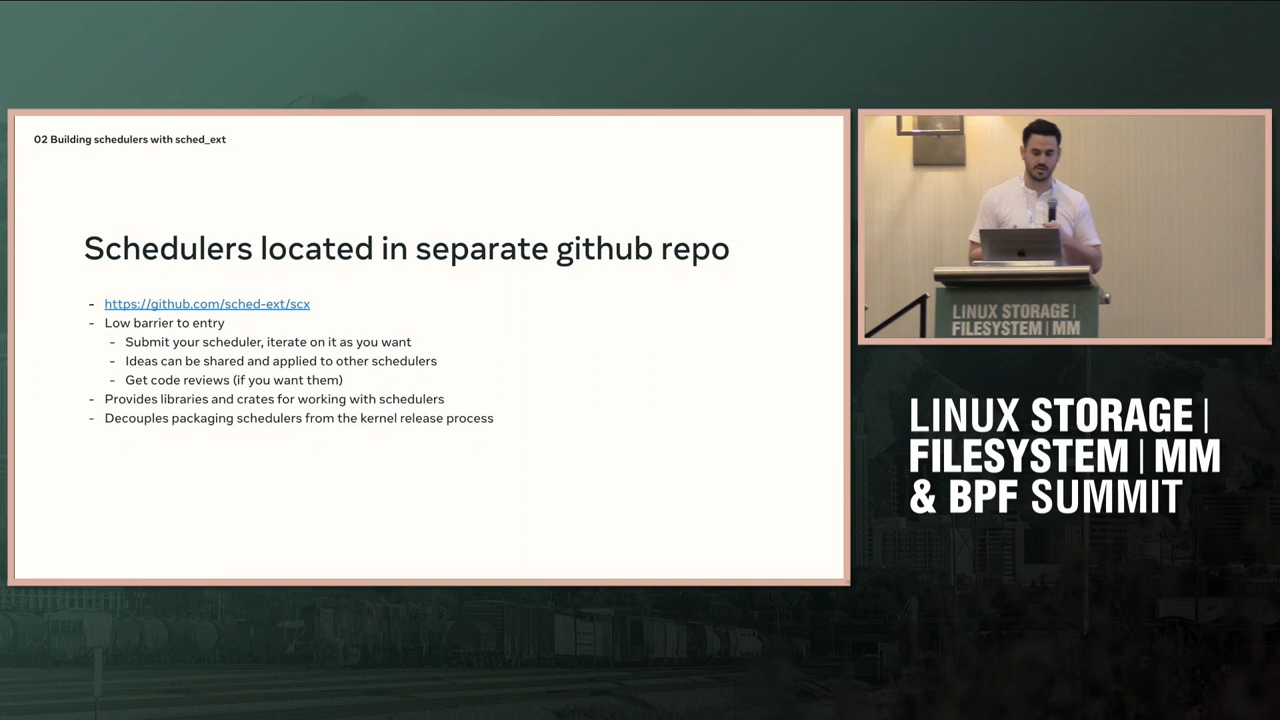 02 Building schedulers with sched_ext
Schedulers located in separate github repo
- https://github.com/sched-ext/scx
- Low barrier to entry
- Submit your scheduler, iterate on it as you want
- Ideas can be shared and applied to other schedulers
- Get code reviews (if you want them)
- Provides libraries and crates for working with schedulers
- Decouples packaging schedulers from the kernel release process
LINUX STORAGE |
FILESYSTEM | MM
LINUX STORAGE |
FILESYSTEM | MM
& BPF SUMMIT